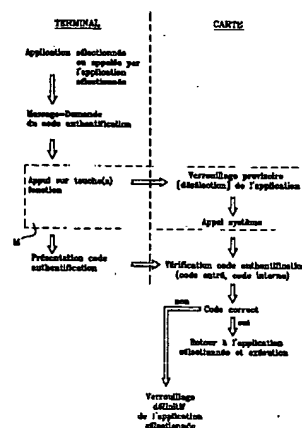 TERMINAL
CARTE
Application sélectionnée
ou appelée par
l'application
sélectionnée
Message-Demande
du code authentification
Appui sur touche(s)
fonction
Verrouillage provisoire
de l'application
Appel système
M
Présentation code
authentification
Vérification code authentification
(code entré, code interne)
non
Code correct
oui
Retour à l'application
sélectionnée et exécution
Verrouillage
définitif
de l'application
sélectionnée